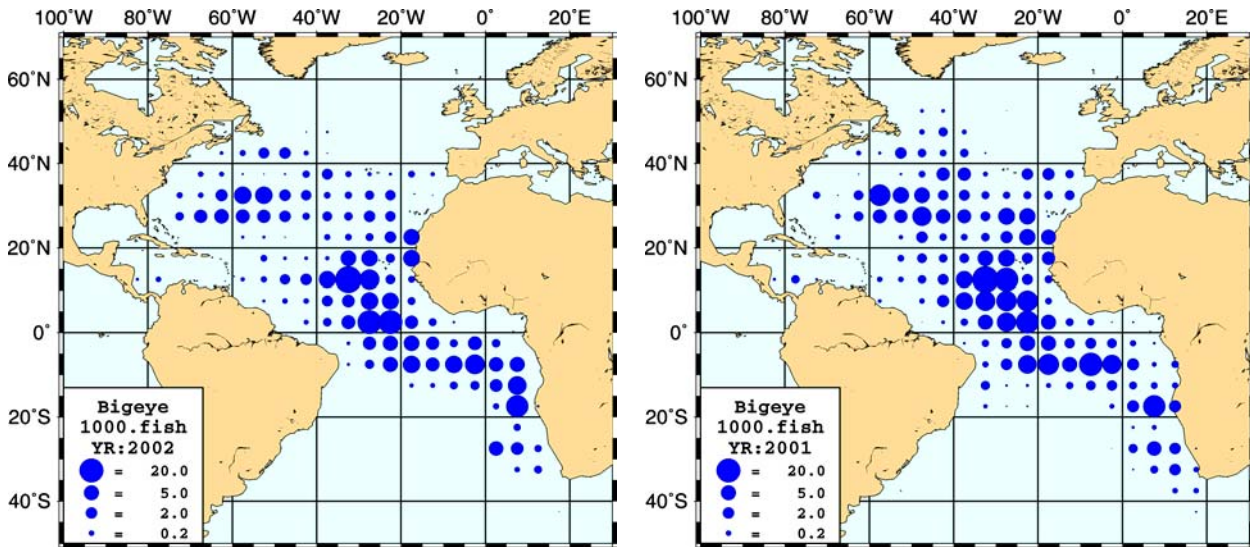 100°W 80°W 60°W 40°W 20°W 0° 20°E
60°N
40°N
20°N
0°
20°S
40°S
Bigeye
1000.fish
YR:2002
= 20.0
= 5.0
= 2.0
= 0.2
100°W 80°W 60°W 40°W 20°W 0° 20°E
60°N
40°N
20°N
0°
20°S
40°S
Bigeye
1000.fish
YR:2001
= 20.0
= 5.0
= 2.0
= 0.2